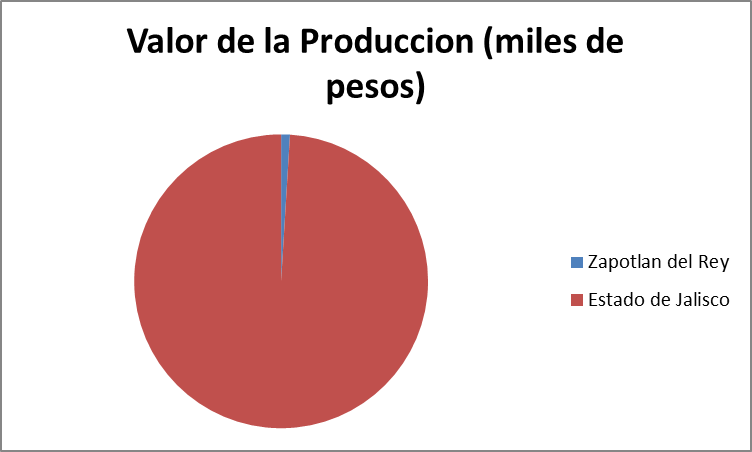 Valor de la Produccion (miles de
pesos)
Zapotlan del Rey
Estado de Jalisco